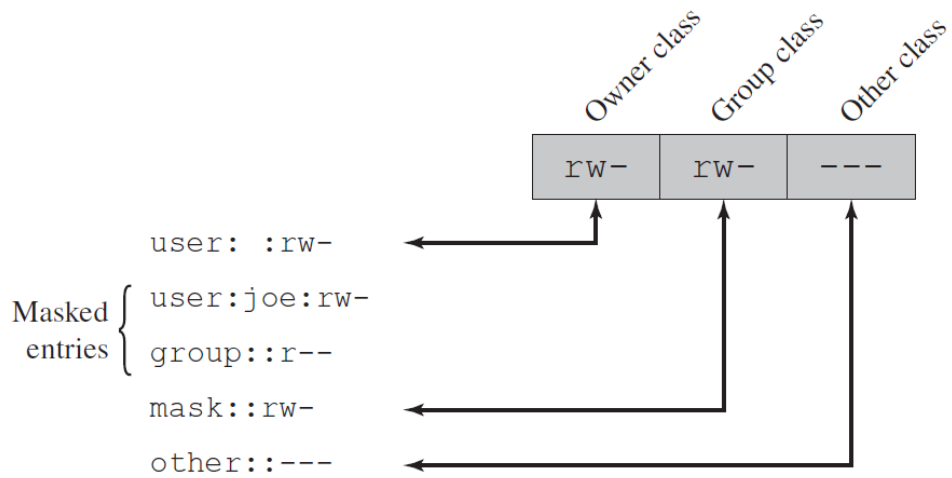 Owner class
Group class
Other class
rw-
rw-
---
user: :rw-
Masked
entries
user:joe:rw-
group::r--
mask::rw-
other::---